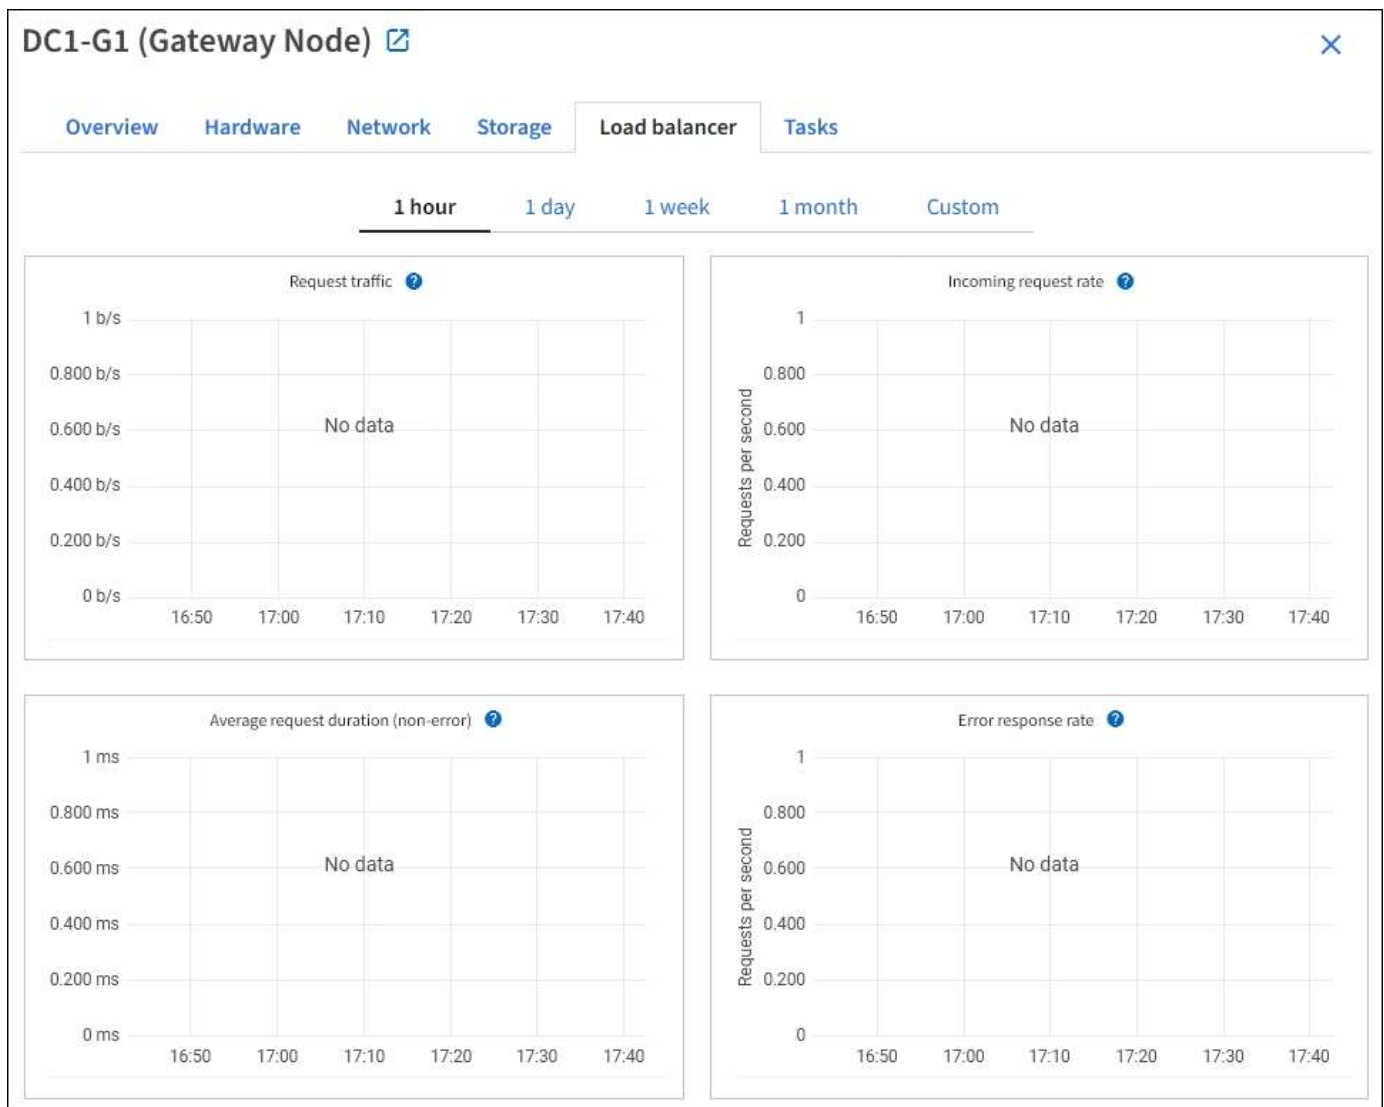 DC1-G1 (Gateway Node)
Overview Hardware Network Storage Load balancer Tasks
1 hour 1 day 1 week 1 month Custom
Request traffic
1 b/s
0.800 b/s
0.600 b/s
0.400 b/s
0.200 b/s
0 b/s
No data
16:50 17:00 17:10 17:20 17:30 17:40
Incoming request rate
Requests per second
1
0.800
0.600
0.400
0.200
0
No data
16:50 17:00 17:10 17:20 17:30 17:40
Average request duration (non-error)
1 ms
0.800 ms
0.600 ms
0.400 ms
0.200 ms
0 ms
No data
16:50 17:00 17:10 17:20 17:30 17:40
Error response rate
Requests per second
1
0.800
0.600
0.400
0.200
0
No data
16:50 17:00 17:10 17:20 17:30 17:40